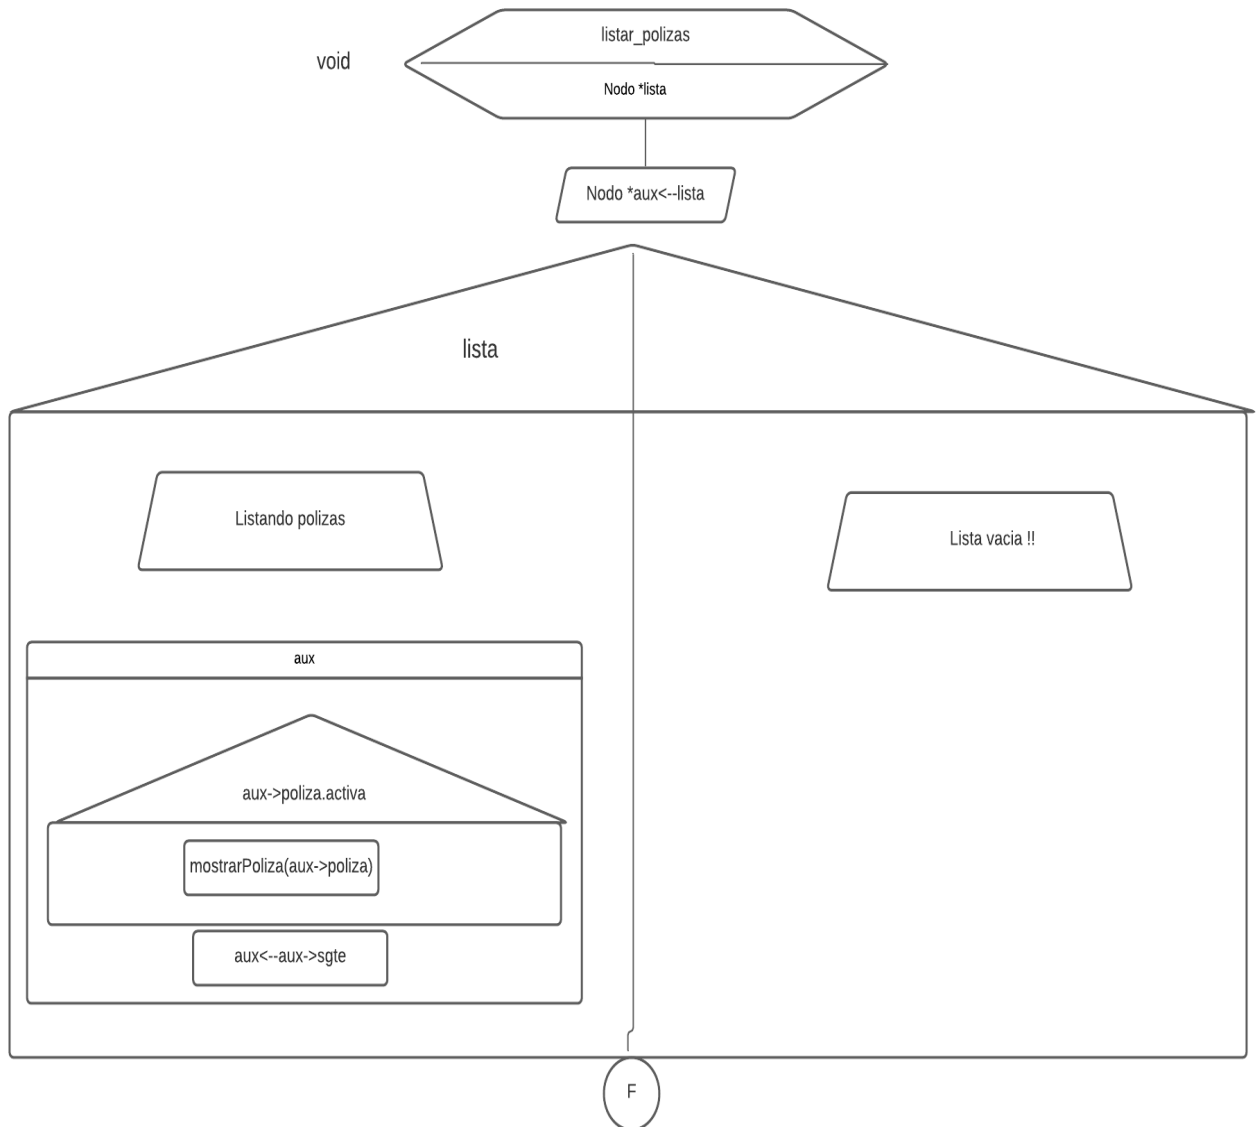 listar_polizas
void
Nodo *lista
Nodo *aux<--lista
lista
Listando polizas
Lista vacia !!
aux
aux->poliza.activa
mostrarPoliza(aux->poliza)
aux<--aux->sgte
F